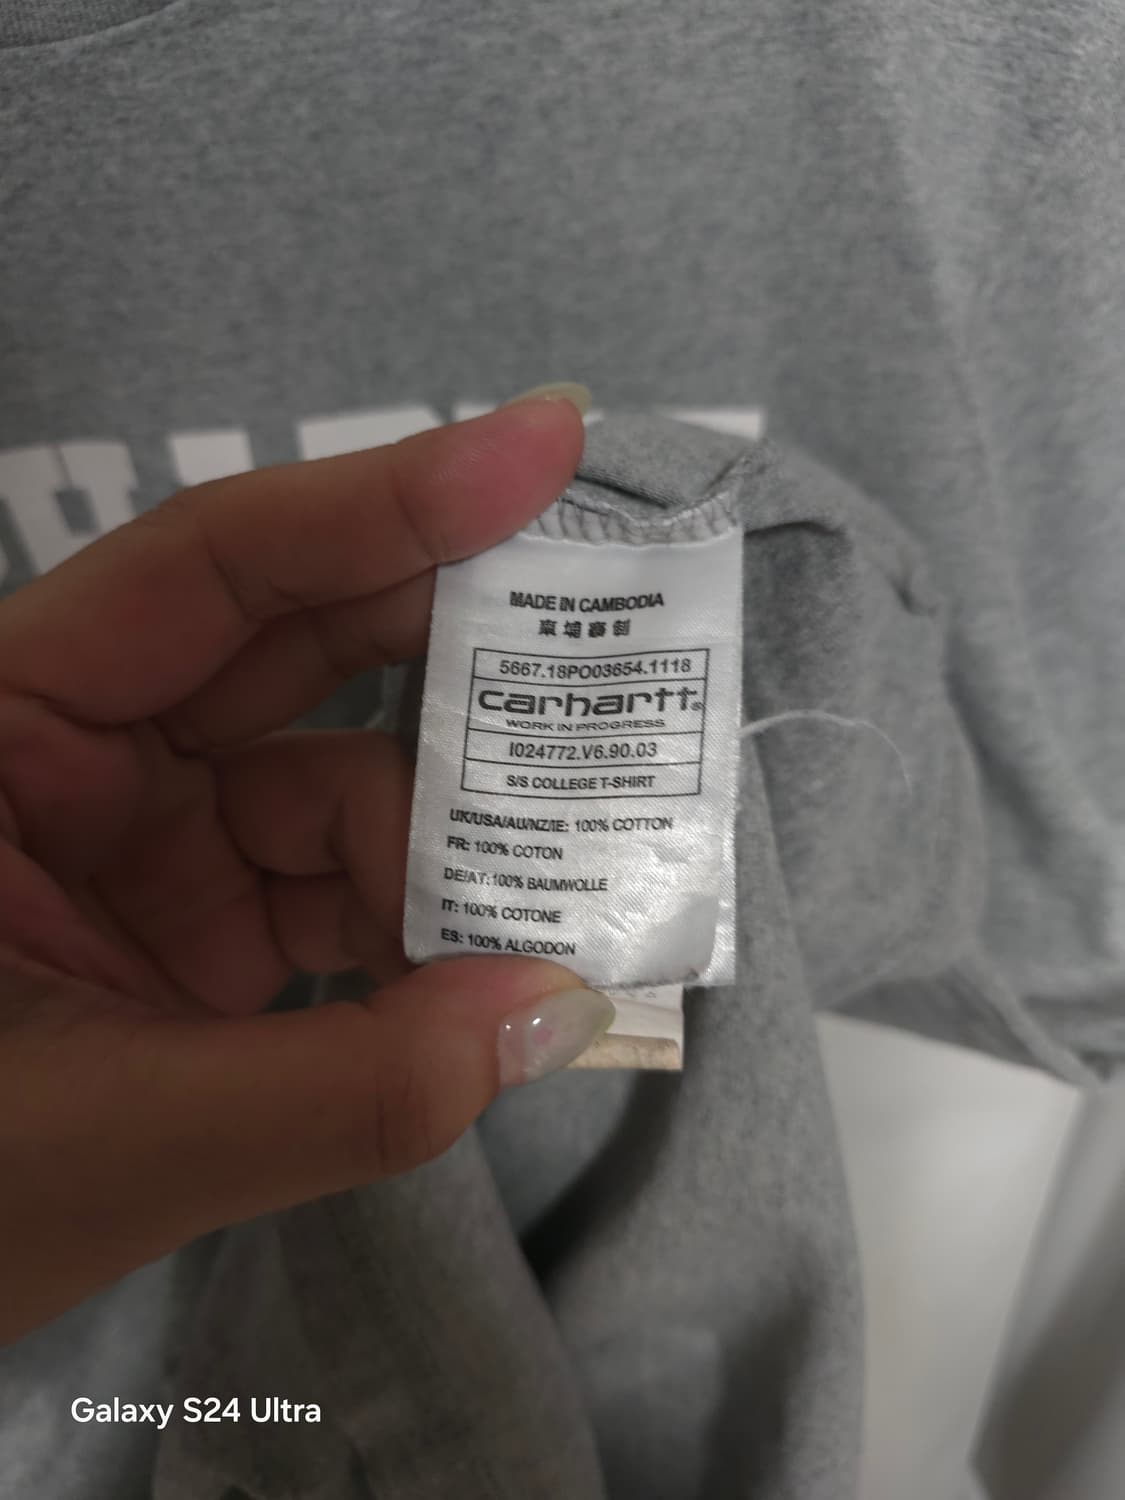 MADE IN CAMBODIA
柬埔寨制
5667.18PO03654.1118
carhartt®
WORK IN PROGRESS
I024772.V6.90.03
S/S COLLEGE T-SHIRT
UK/USA/AU/NZ/IE: 100% COTTON
FR: 100% COTON
DE/AT:100% BAUMWOLLE
IT: 100% COTONE
ES: 100% ALGODON
Galaxy S24 Ultra